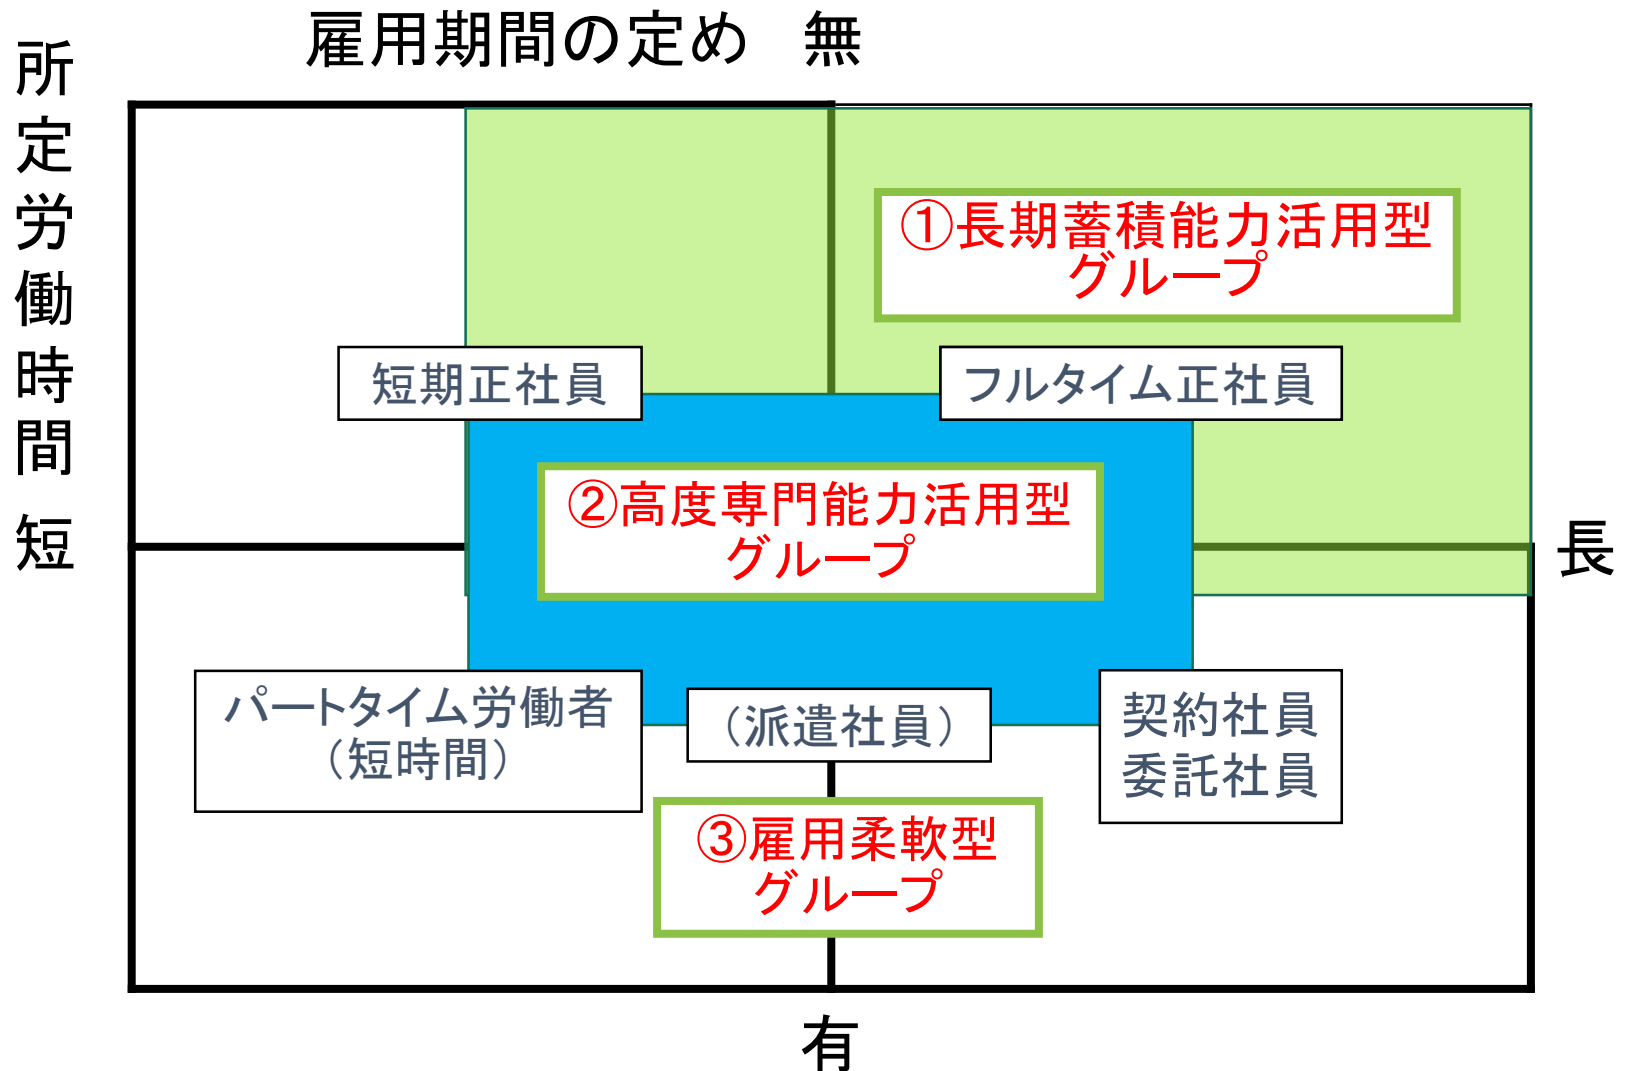 雇用期間の定め　無
所定労働時間 短
①長期蓄積能力活用型
グループ
短期正社員
フルタイム正社員
②高度専門能力活用型
グループ
長
パートタイム労働者
（短時間）
（派遣社員）
契約社員
委託社員
③雇用柔軟型
グループ
有